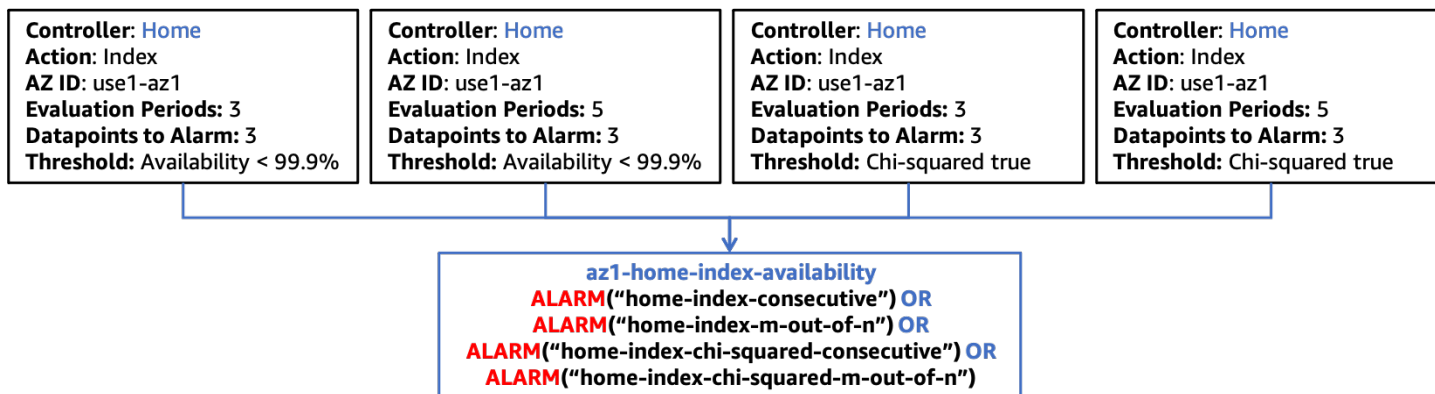 Controller: Home
Action: Index
AZ ID: use1-az1
Evaluation Periods: 3
Datapoints to Alarm: 3
Threshold: Availability < 99.9%
Controller: Home
Action: Index
AZ ID: use1-az1
Evaluation Periods: 5
Datapoints to Alarm: 3
Threshold: Availability < 99.9%
Controller: Home
Action: Index
AZ ID: use1-az1
Evaluation Periods: 3
Datapoints to Alarm: 3
Threshold: Chi-squared true
Controller: Home
Action: Index
AZ ID: use1-az1
Evaluation Periods: 5
Datapoints to Alarm: 3
Threshold: Chi-squared true
az1-home-index-availability
ALARM(“home-index-consecutive”) OR
ALARM(“home-index-m-out-of-n”) OR
ALARM(“home-index-chi-squared-consecutive”) OR
ALARM(“home-index-chi-squared-m-out-of-n”)